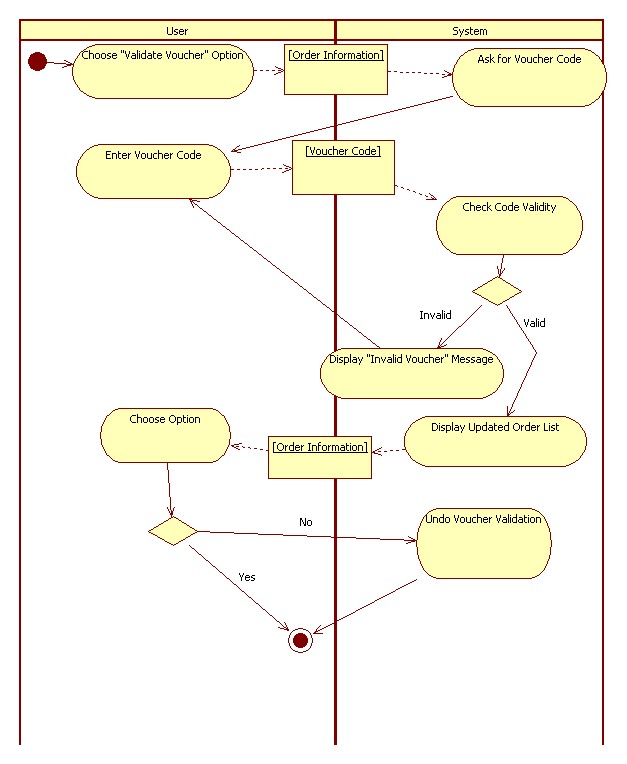 User
System
Choose "Validate Voucher" Option
[Order Information]
Ask for Voucher Code
Enter Voucher Code
[Voucher Code]
Check Code Validity
Invalid
Valid
Display "Invalid Voucher" Message
Choose Option
[Order Information]
Display Updated Order List
No
Undo Voucher Validation
Yes